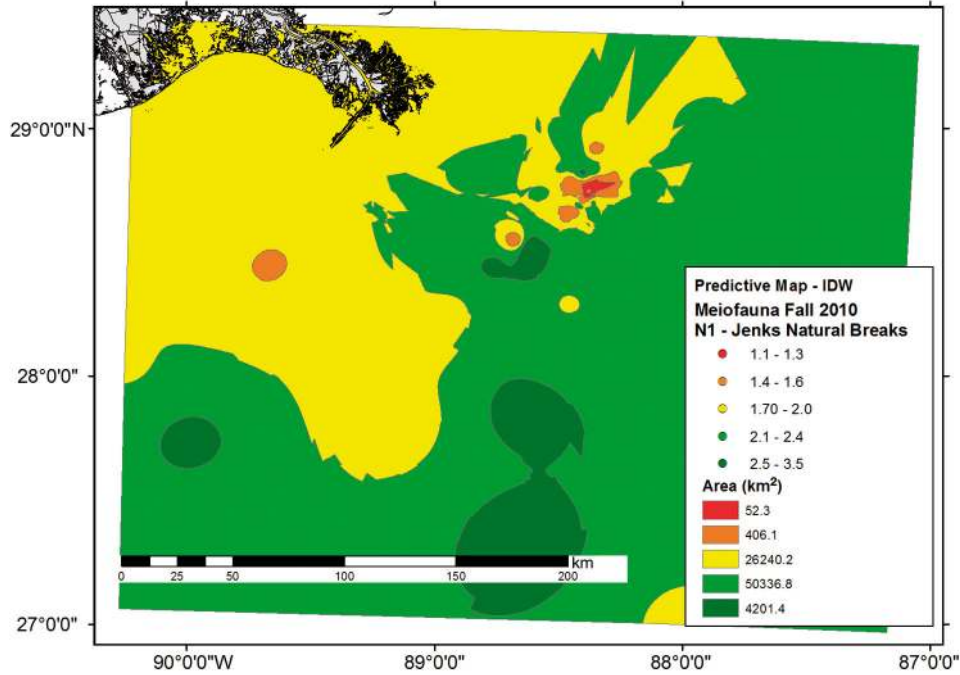 29°0'0"N
28°0'0"
27°0'0"
90°0'0"W
89°0'0"
88°0'0"
87°0'0"
km
0 25 50 100 150 200
Predictive Map - IDW
Meiofauna Fall 2010
N1 - Jenks Natural Breaks
1.1 - 1.3
1.4 - 1.6
1.70 - 2.0
2.1 - 2.4
2.5 - 3.5
Area (km²)
52.3
406.1
26240.2
50336.8
4201.4